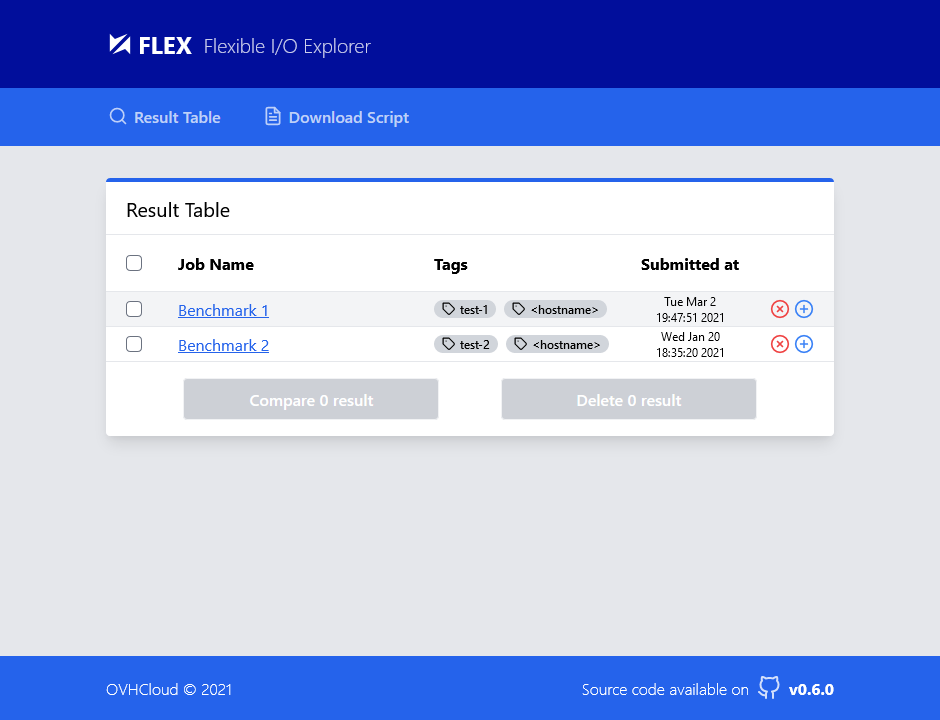 FLEX Flexible I/O Explorer
Result Table Download Script
Result Table
Job Name Tags Submitted at
Benchmark 1 test-1 <hostname> Tue Mar 2
19:47:51 2021
Benchmark 2 test-2 <hostname> Wed Jan 20
18:35:20 2021
Compare 0 result Delete 0 result
OVHCloud © 2021 Source code available on v0.6.0